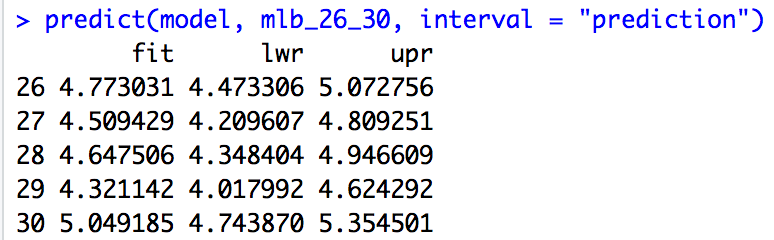 > predict(model, mlb_26_30, interval = "prediction")
fit lwr upr
26 4.773031 4.473306 5.072756
27 4.509429 4.209607 4.809251
28 4.647506 4.348404 4.946609
29 4.321142 4.017992 4.624292
30 5.049185 4.743870 5.354501